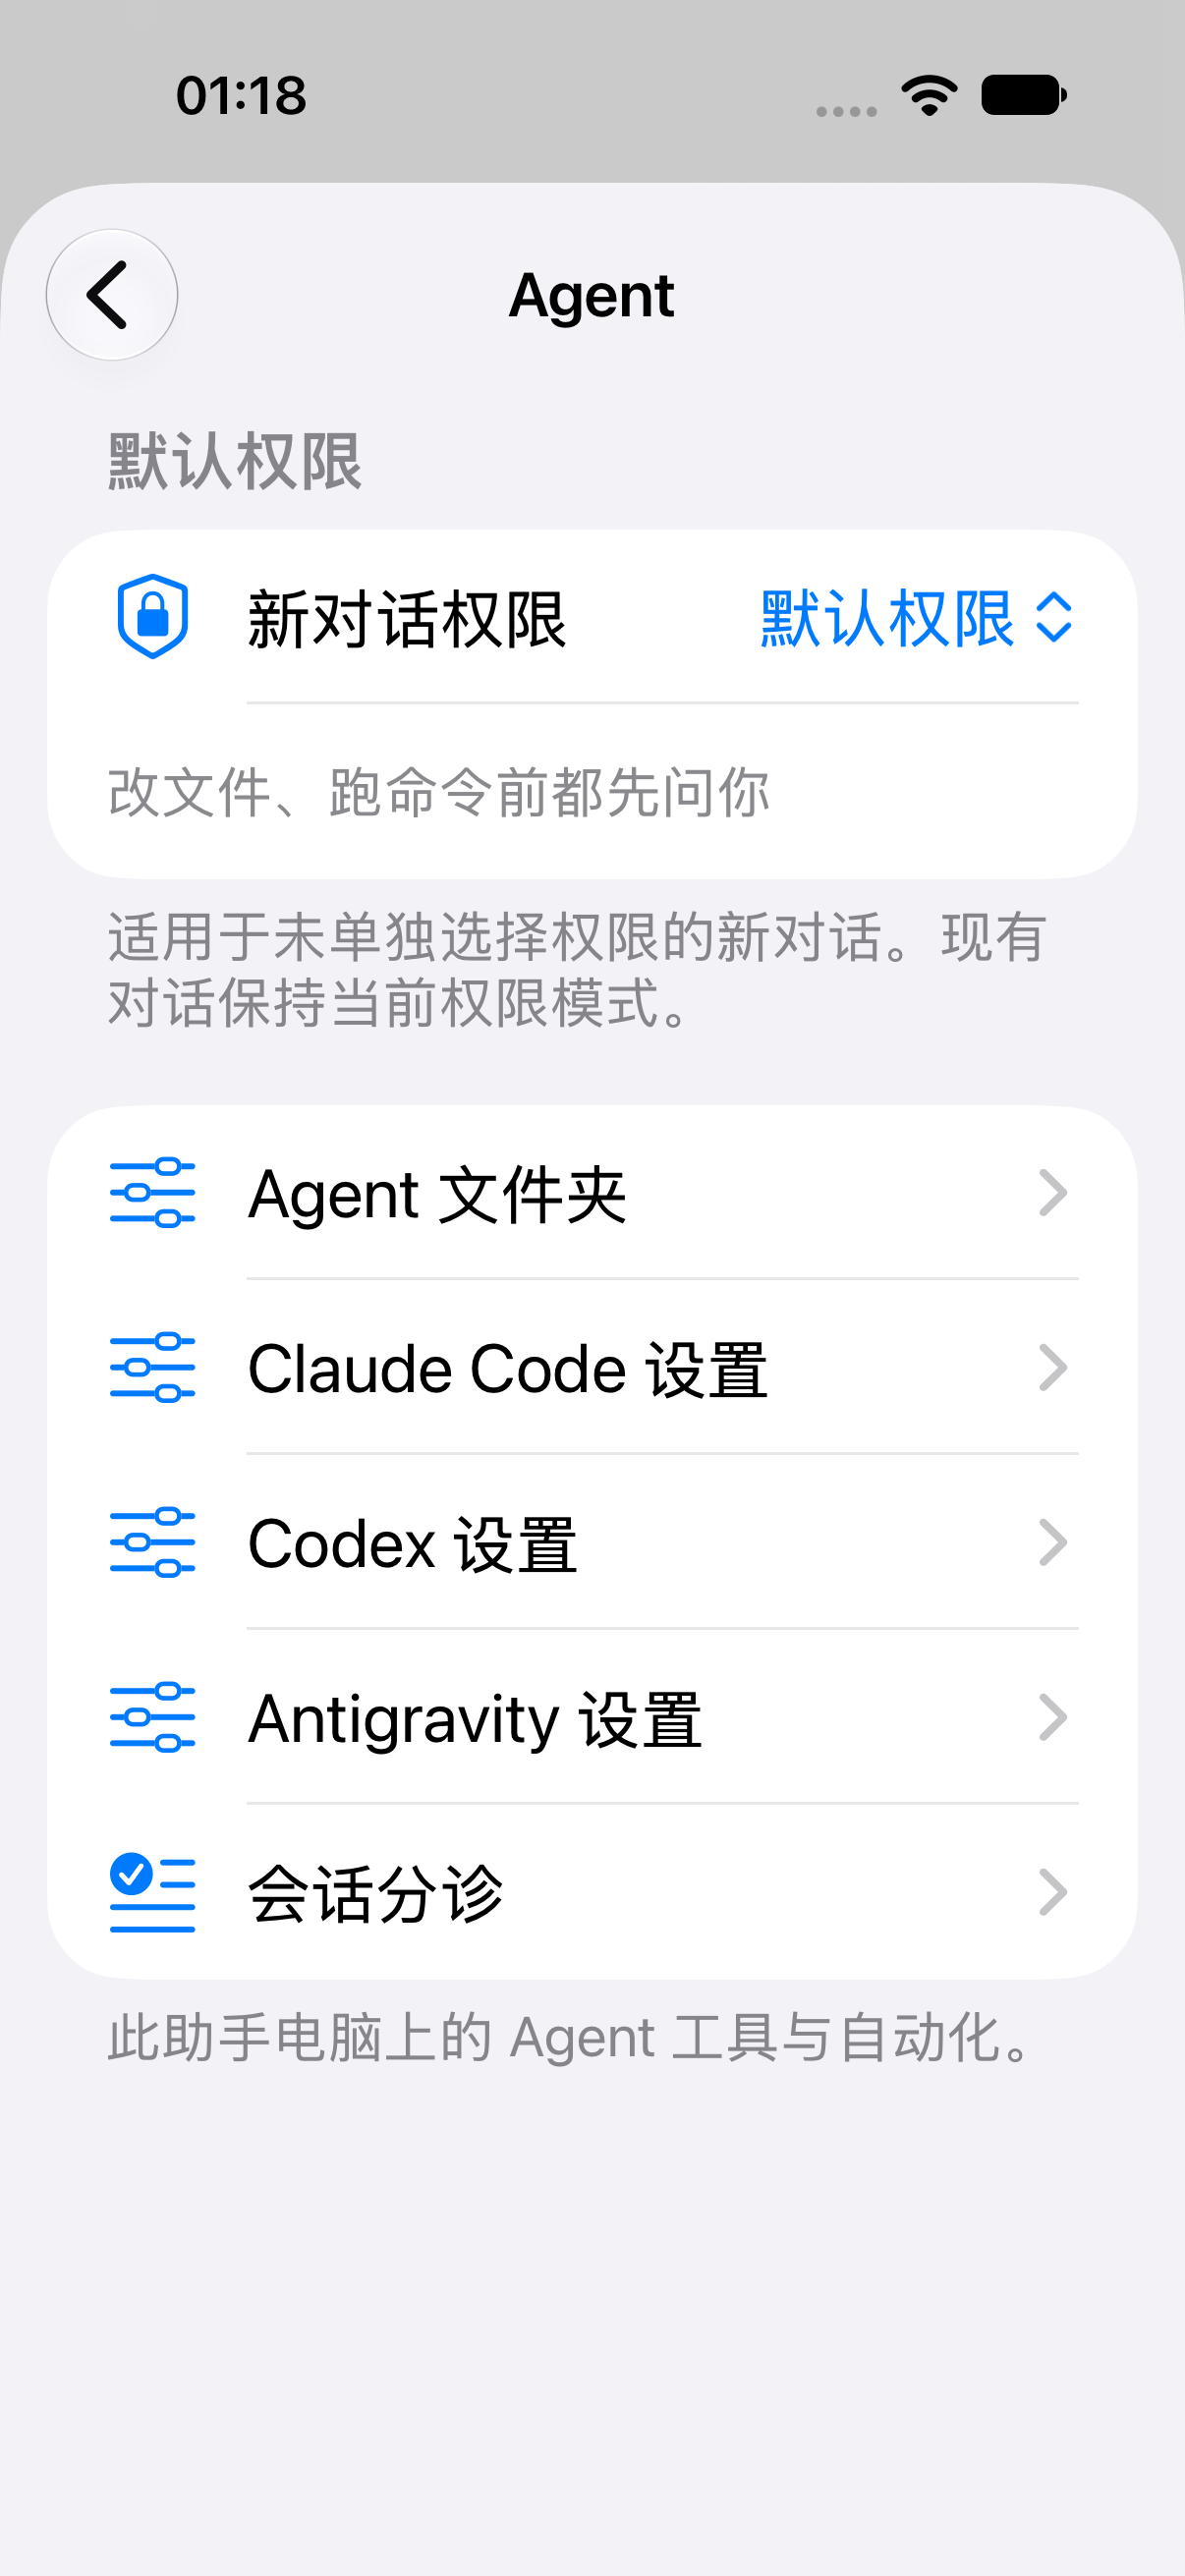 01:18
Agent
默认权限
新对话权限 默认权限
改文件、跑命令前都先问你
适用于未单独选择权限的新对话。现有
对话保持当前权限模式。
Agent 文件夹
Claude Code 设置
Codex 设置
Antigravity 设置
会话分诊
此助手电脑上的 Agent 工具与自动化。